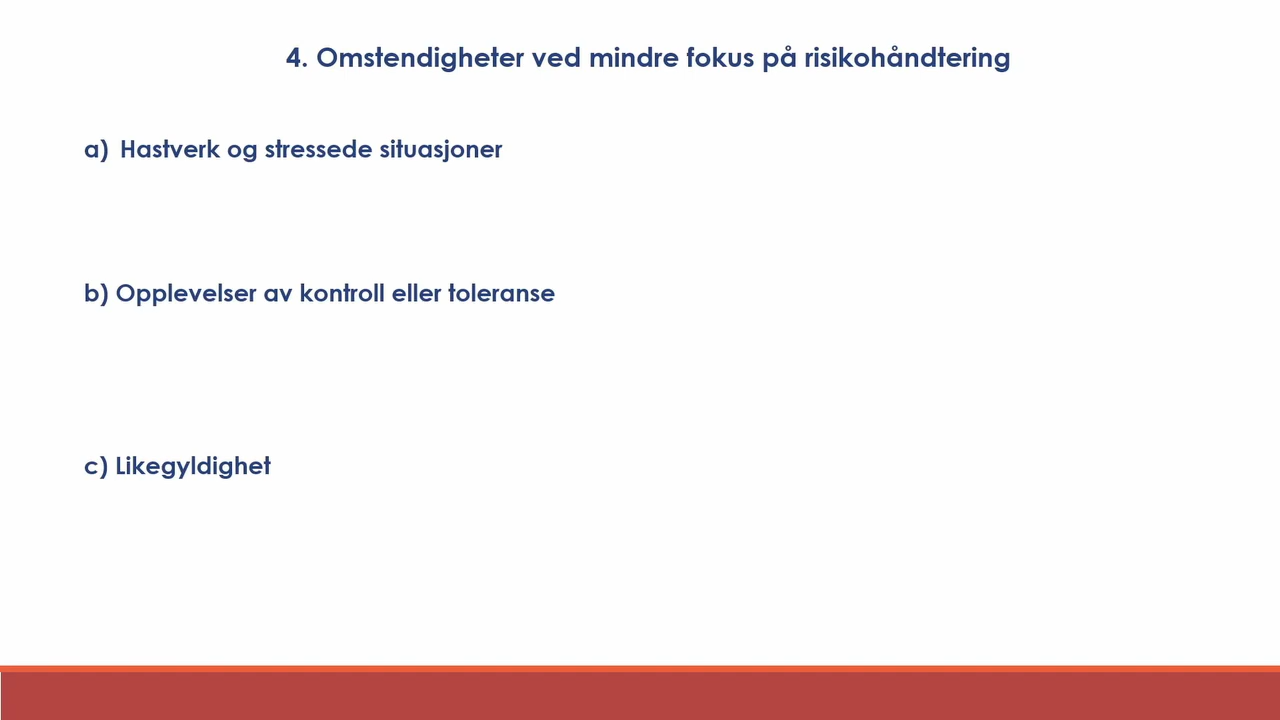 4. Omstendigheter ved mindre fokus på risikohåndtering
a) Hastverk og stressede situasjoner
b) Opplevelser av kontroll eller toleranse
c) Likegyldighet